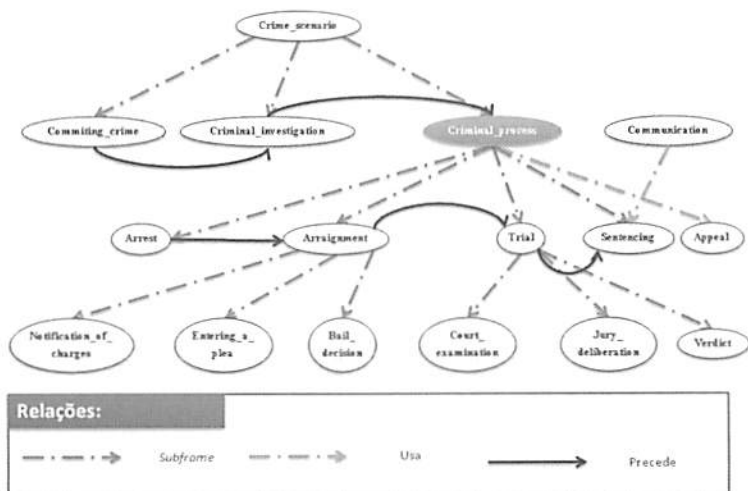 Crime_scenario
Commiting_crime
Criminal_investigation
Criminal_process
Communication
Arrest
Arraignment
Trial
Sentencing
Appeal
Notification_of_
charges
Entering_a_
plea
Bail_
decision
Court_
examination
Jury_
deliberation
Verdict
Relações:
Subframe
Usa
Precede